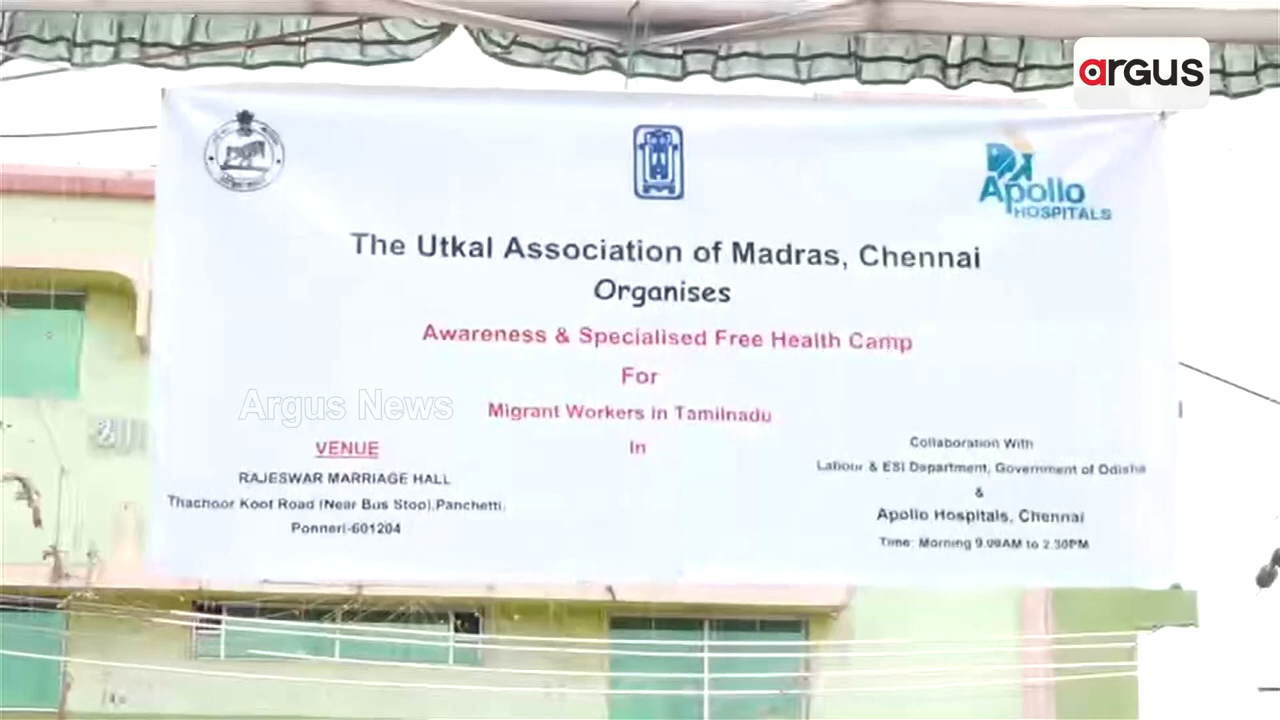 argus
Apollo
HOSPITALS
The Utkal Association of Madras, Chennai
Organises
Awareness & Specialised Free Health Camp
For
Migrant Workers in Tamilnadu
In
Argus News
VENUE
RAJESWAR MARRIAGE HALL
Thachoor Koot Road (Near Bus Stop),Panchetti,
Ponneri-601204
Collaboration With
Labour & ESI Department, Government of Odisha
&
Apollo Hospitals, Chennai
Time: Morning 9.00AM to 2.30PM